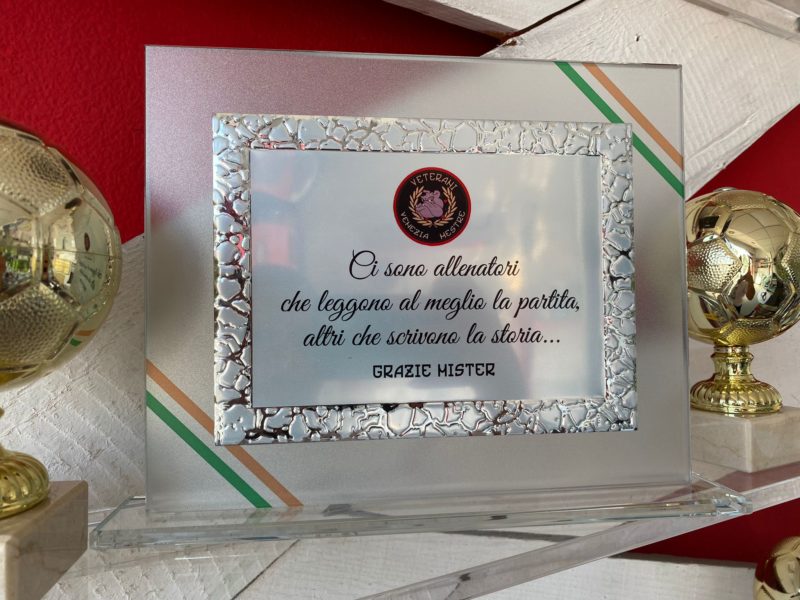 VETERANI
VENEZIA MESTRE
Ci sono allenatori
che leggono al meglio la partita,
altri che scrivono la storia...
GRAZIE MISTER